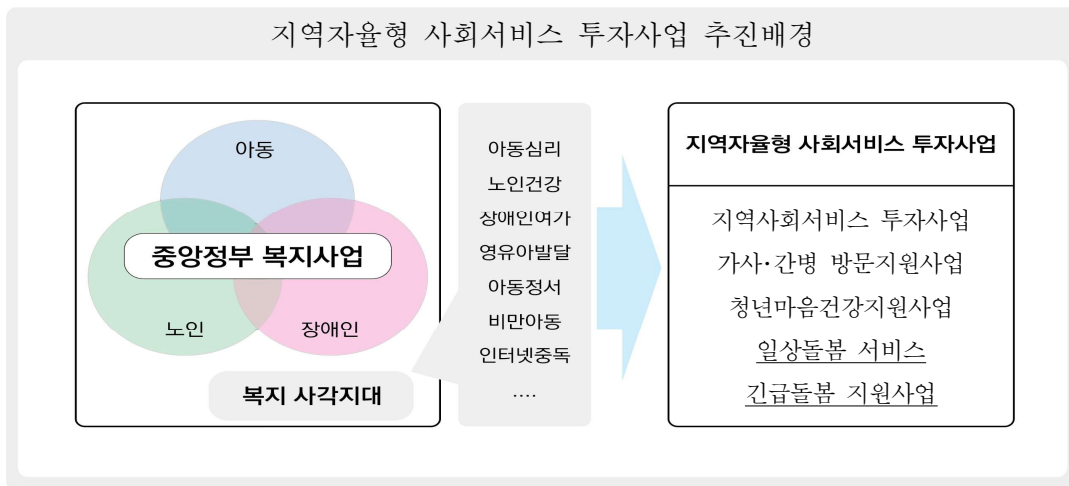 지역자율형 사회서비스 투자사업 추진배경
아동
중앙정부 복지사업
노인
장애인
복지 사각지대
아동심리
노인건강
장애인여가
영유아발달
아동정서
비만아동
인터넷중독
....
지역자율형 사회서비스 투자사업
지역사회서비스 투자사업
가사·간병 방문지원사업
청년마음건강지원사업
일상돌봄 서비스
긴급돌봄 지원사업